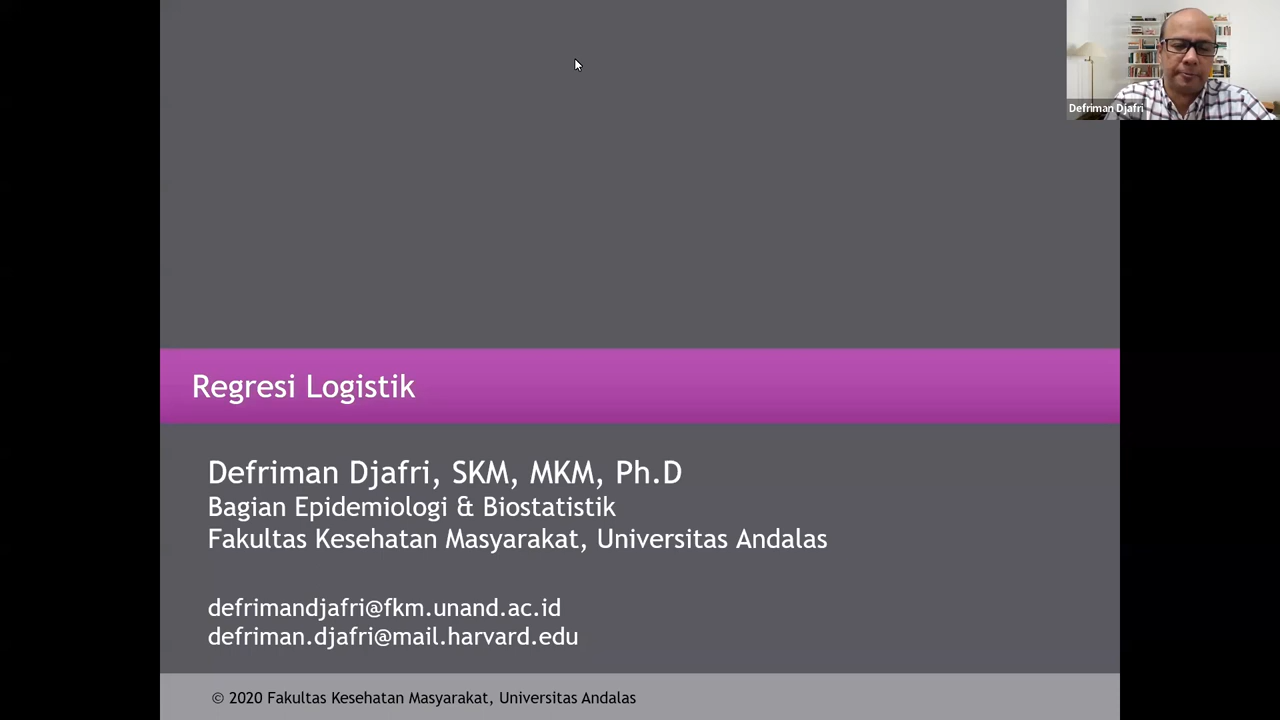 Defriman Djafri
Regresi Logistik
Defriman Djafri, SKM, MKM, Ph.D
Bagian Epidemiologi & Biostatistik
Fakultas Kesehatan Masyarakat, Universitas Andalas
defrimandjafri@fkm.unand.ac.id
defriman.djafri@mail.harvard.edu
© 2020 Fakultas Kesehatan Masyarakat, Universitas Andalas